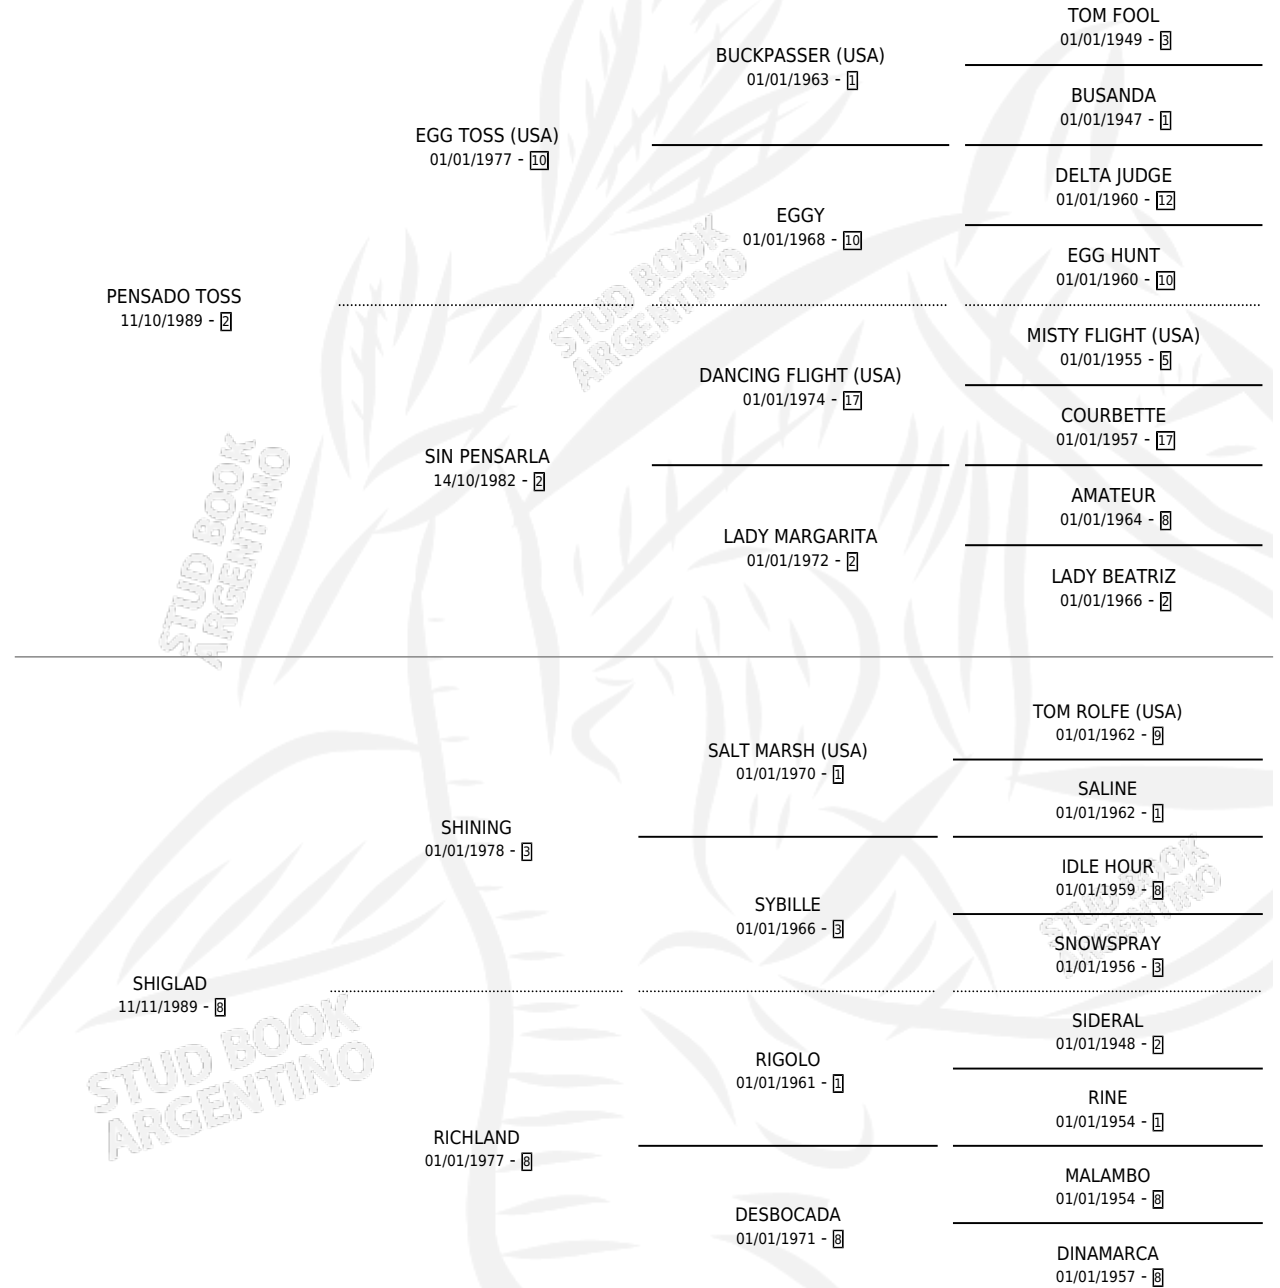 TOM FOOL
01/01/1949 - 3
BUCKPASSER (USA)
01/01/1963 - 1
BUSANDA
01/01/1947 - 1
EGG TOSS (USA)
01/01/1977 - 10
DELTA JUDGE
01/01/1960 - 12
EGGY
01/01/1968 - 10
EGG HUNT
01/01/1960 - 10
PENSADO TOSS
11/10/1989 - 2
STUD BOOK
ARGENTINO
MISTY FLIGHT (USA)
01/01/1955 - 5
DANCING FLIGHT (USA)
01/01/1974 - 17
COURBETTE
01/01/1957 - 17
SIN PENSARLA
14/10/1982 - 2
AMATEUR
01/01/1964 - 8
LADY MARGARITA
01/01/1972 - 2
LADY BEATRIZ
01/01/1966 - 2
STUD BOOK
ARGENTINO
TOM ROLFE (USA)
01/01/1962 - 9
SALT MARSH (USA)
01/01/1970 - 1
SALINE
01/01/1962 - 1
SHINING
01/01/1978 - 3
IDLE HOUR
01/01/1959 - 8
SYBILLE
01/01/1966 - 3
SNOWSPRAY
01/01/1956 - 3
STUD BOOK
ARGENTINO
SHIGLAD
11/11/1989 - 8
SIDERAL
01/01/1948 - 2
RIGOLO
01/01/1961 - 1
RINE
01/01/1954 - 1
STUD BOOK
ARGENTINO
RICHLAND
01/01/1977 - 8
MALAMBO
01/01/1954 - 8
DESBOCADA
01/01/1971 - 8
DINAMARCA
01/01/1957 - 8